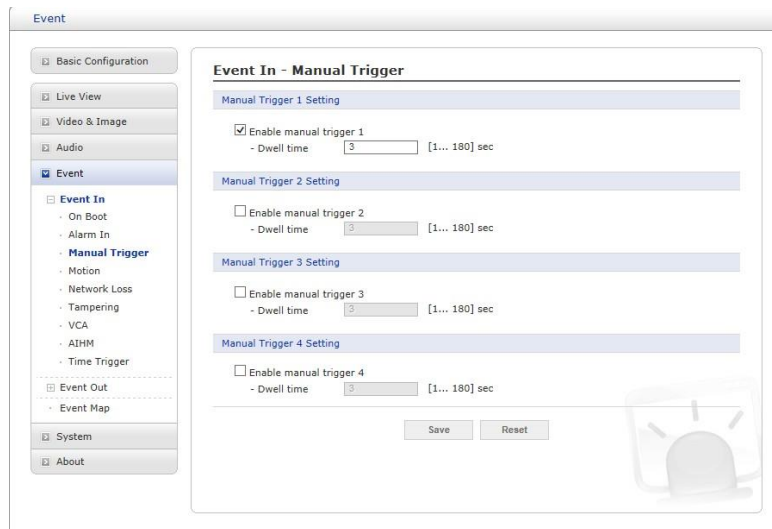 Event
Basic Configuration
Live View
Video & Image
Audio
Event
Event In
On Boot
Alarm In
Manual Trigger
Motion
Network Loss
Tampering
VCA
AIHM
Time Trigger
Event Out
Event Map
System
About
Event In - Manual Trigger
Manual Trigger 1 Setting
Enable manual trigger 1
- Dwell time 3 [1... 180] sec
Manual Trigger 2 Setting
Enable manual trigger 2
- Dwell time 3 [1... 180] sec
Manual Trigger 3 Setting
Enable manual trigger 3
- Dwell time 3 [1... 180] sec
Manual Trigger 4 Setting
Enable manual trigger 4
- Dwell time 3 [1... 180] sec
Save Reset